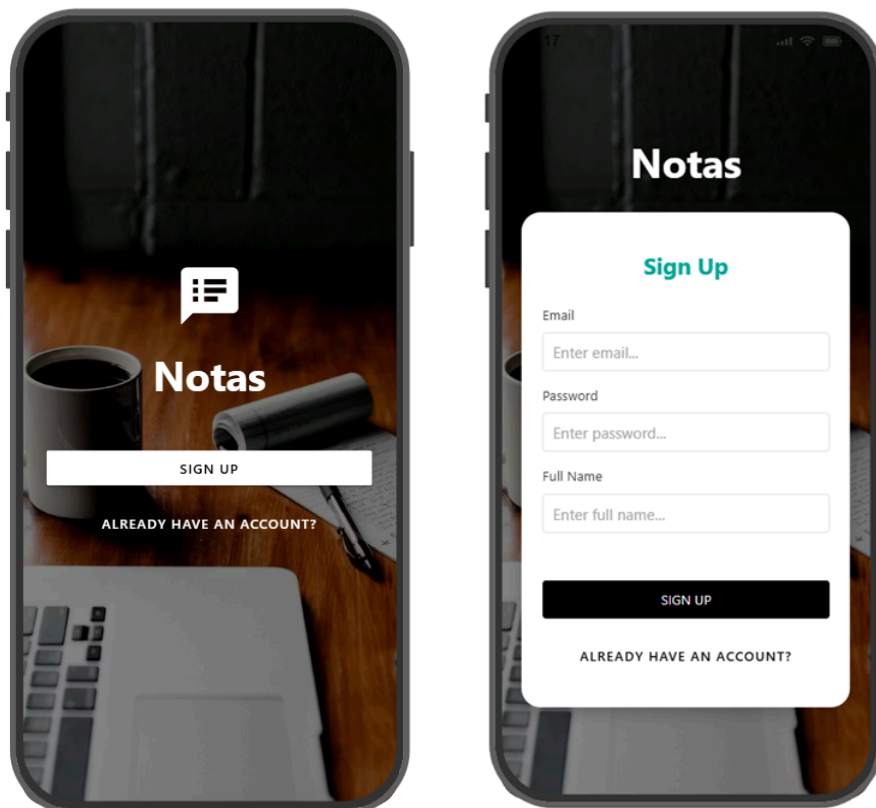 Notas
SIGN UP
ALREADY HAVE AN ACCOUNT?
17
Notas
Sign Up
Email
Enter email...
Password
Enter password...
Full Name
Enter full name...
SIGN UP
ALREADY HAVE AN ACCOUNT?